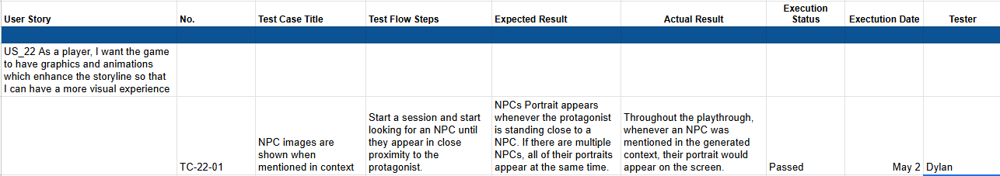 User Story No. Test Case Title Test Flow Steps Expected Result Actual Result Execution Status Exectution Date Tester
US_22 As a player, I want the game
to have graphics and animations
which enhance the storyline so that
I can have a more visual experience
TC-22-01
NPC images are
shown when
mentioned in context
Start a session and start
looking for an NPC until
they appear in close
proximity to the
protagonist.
NPCs Portrait appears
whenever the protagonist
is standing close to a
NPC. If there are multiple
NPCs, all of their portraits
appear at the same time.
Throughout the playthrough,
whenever an NPC was
mentioned in the generated
context, their portrait would
appear on the screen.
Passed
May 2
Dylan